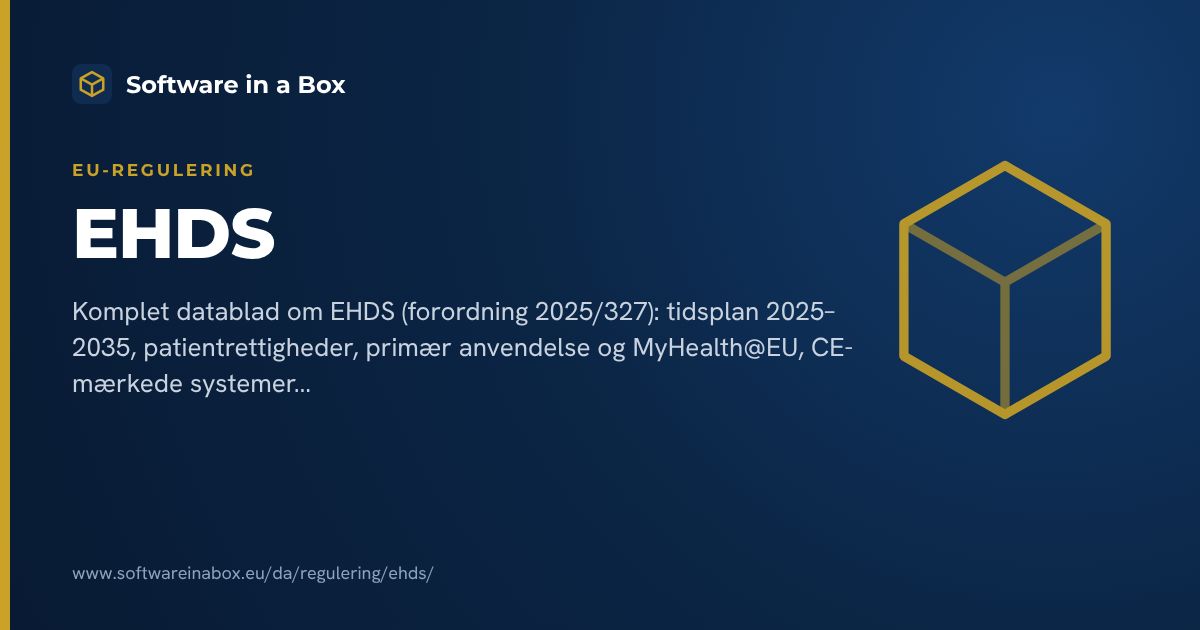 Software in a Box
EU-REGULERING
EHDS
Komplet datablad om EHDS (forordning 2025/327): tidsplan 2025–
2035, patientrettigheder, primær anvendelse og MyHealth@EU, CE-
mærkede systemer…
www.softwareinabox.eu/da/regulering/ehds/